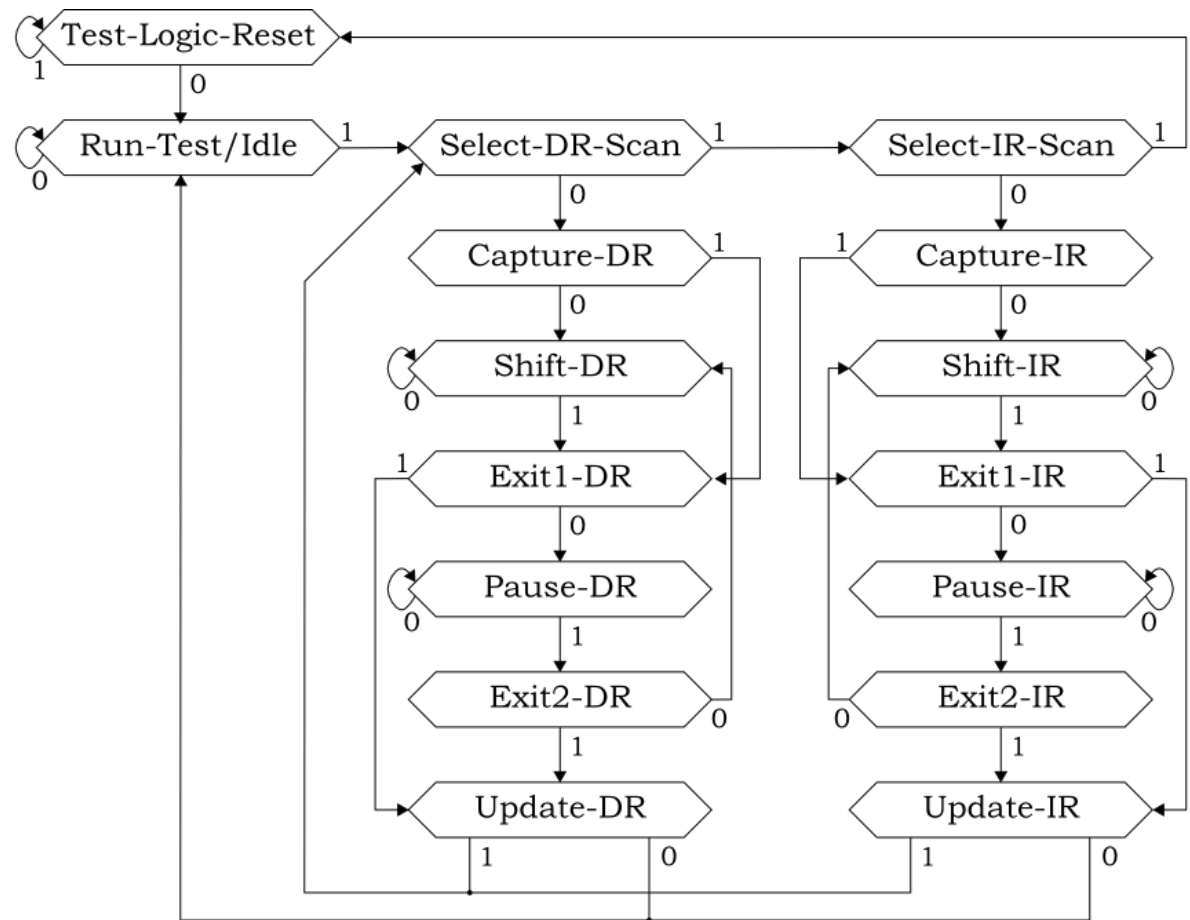 Test-Logic-Reset
1
0
Run-Test/Idle
1
0
Select-DR-Scan
1
0
Select-IR-Scan
1
0
Capture-DR
1
0
1
Capture-IR
0
Shift-DR
0
1
Shift-IR
0
1
1
Exit1-DR
0
Exit1-IR
1
0
Pause-DR
0
1
Pause-IR
0
1
Exit2-DR
0
1
0
Exit2-IR
1
Update-DR
1
0
Update-IR
1
0